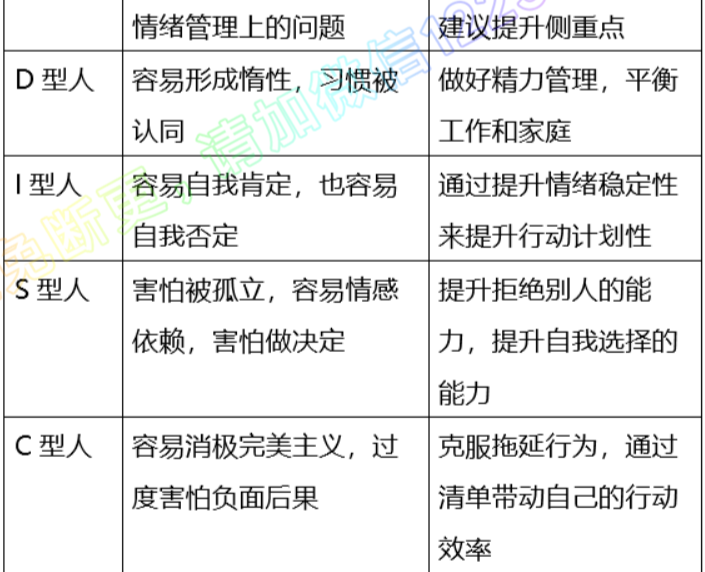 情绪管理上的问题 建议提升侧重点
D 型人 容易形成惰性，习惯被 做好精力管理，平衡
认同 工作和家庭
I 型人 容易自我肯定，也容易 通过提升情绪稳定性
自我否定 来提升行动计划性
S 型人 害怕被孤立，容易情感 提升拒绝别人的能
依赖，害怕做决定 力，提升自我选择的
能力
C 型人 容易消极完美主义，过 克服拖延行为，通过
度害怕负面后果 清单带动自己的行动
效率
免断更，请加微信